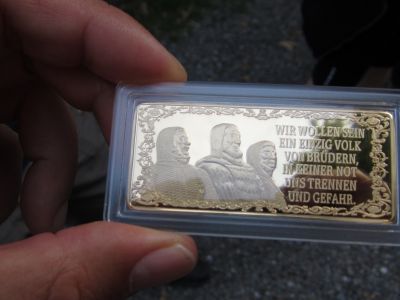 WIR WOLLEN SEIN
EIN EINZIG VOLK
VON BRÜDERN,
IN KEINER NOT
UNS TRENNEN
UND GEFAHR.